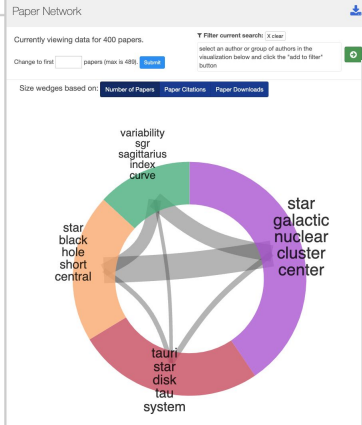 Paper Network
Currently viewing data for 400 papers.
Change to first papers (max is 489). Submit
Filter current search: X clear
select an author or group of authors in the
visualization below and click the "add to filter"
button
Size wedges based on: Number of Papers Paper Citations Paper Downloads
variability
sgr
sagittarius
index
curve
star
galactic
nuclear
cluster
center
star
black
hole
short
central
tauri
star
disk
tau
system